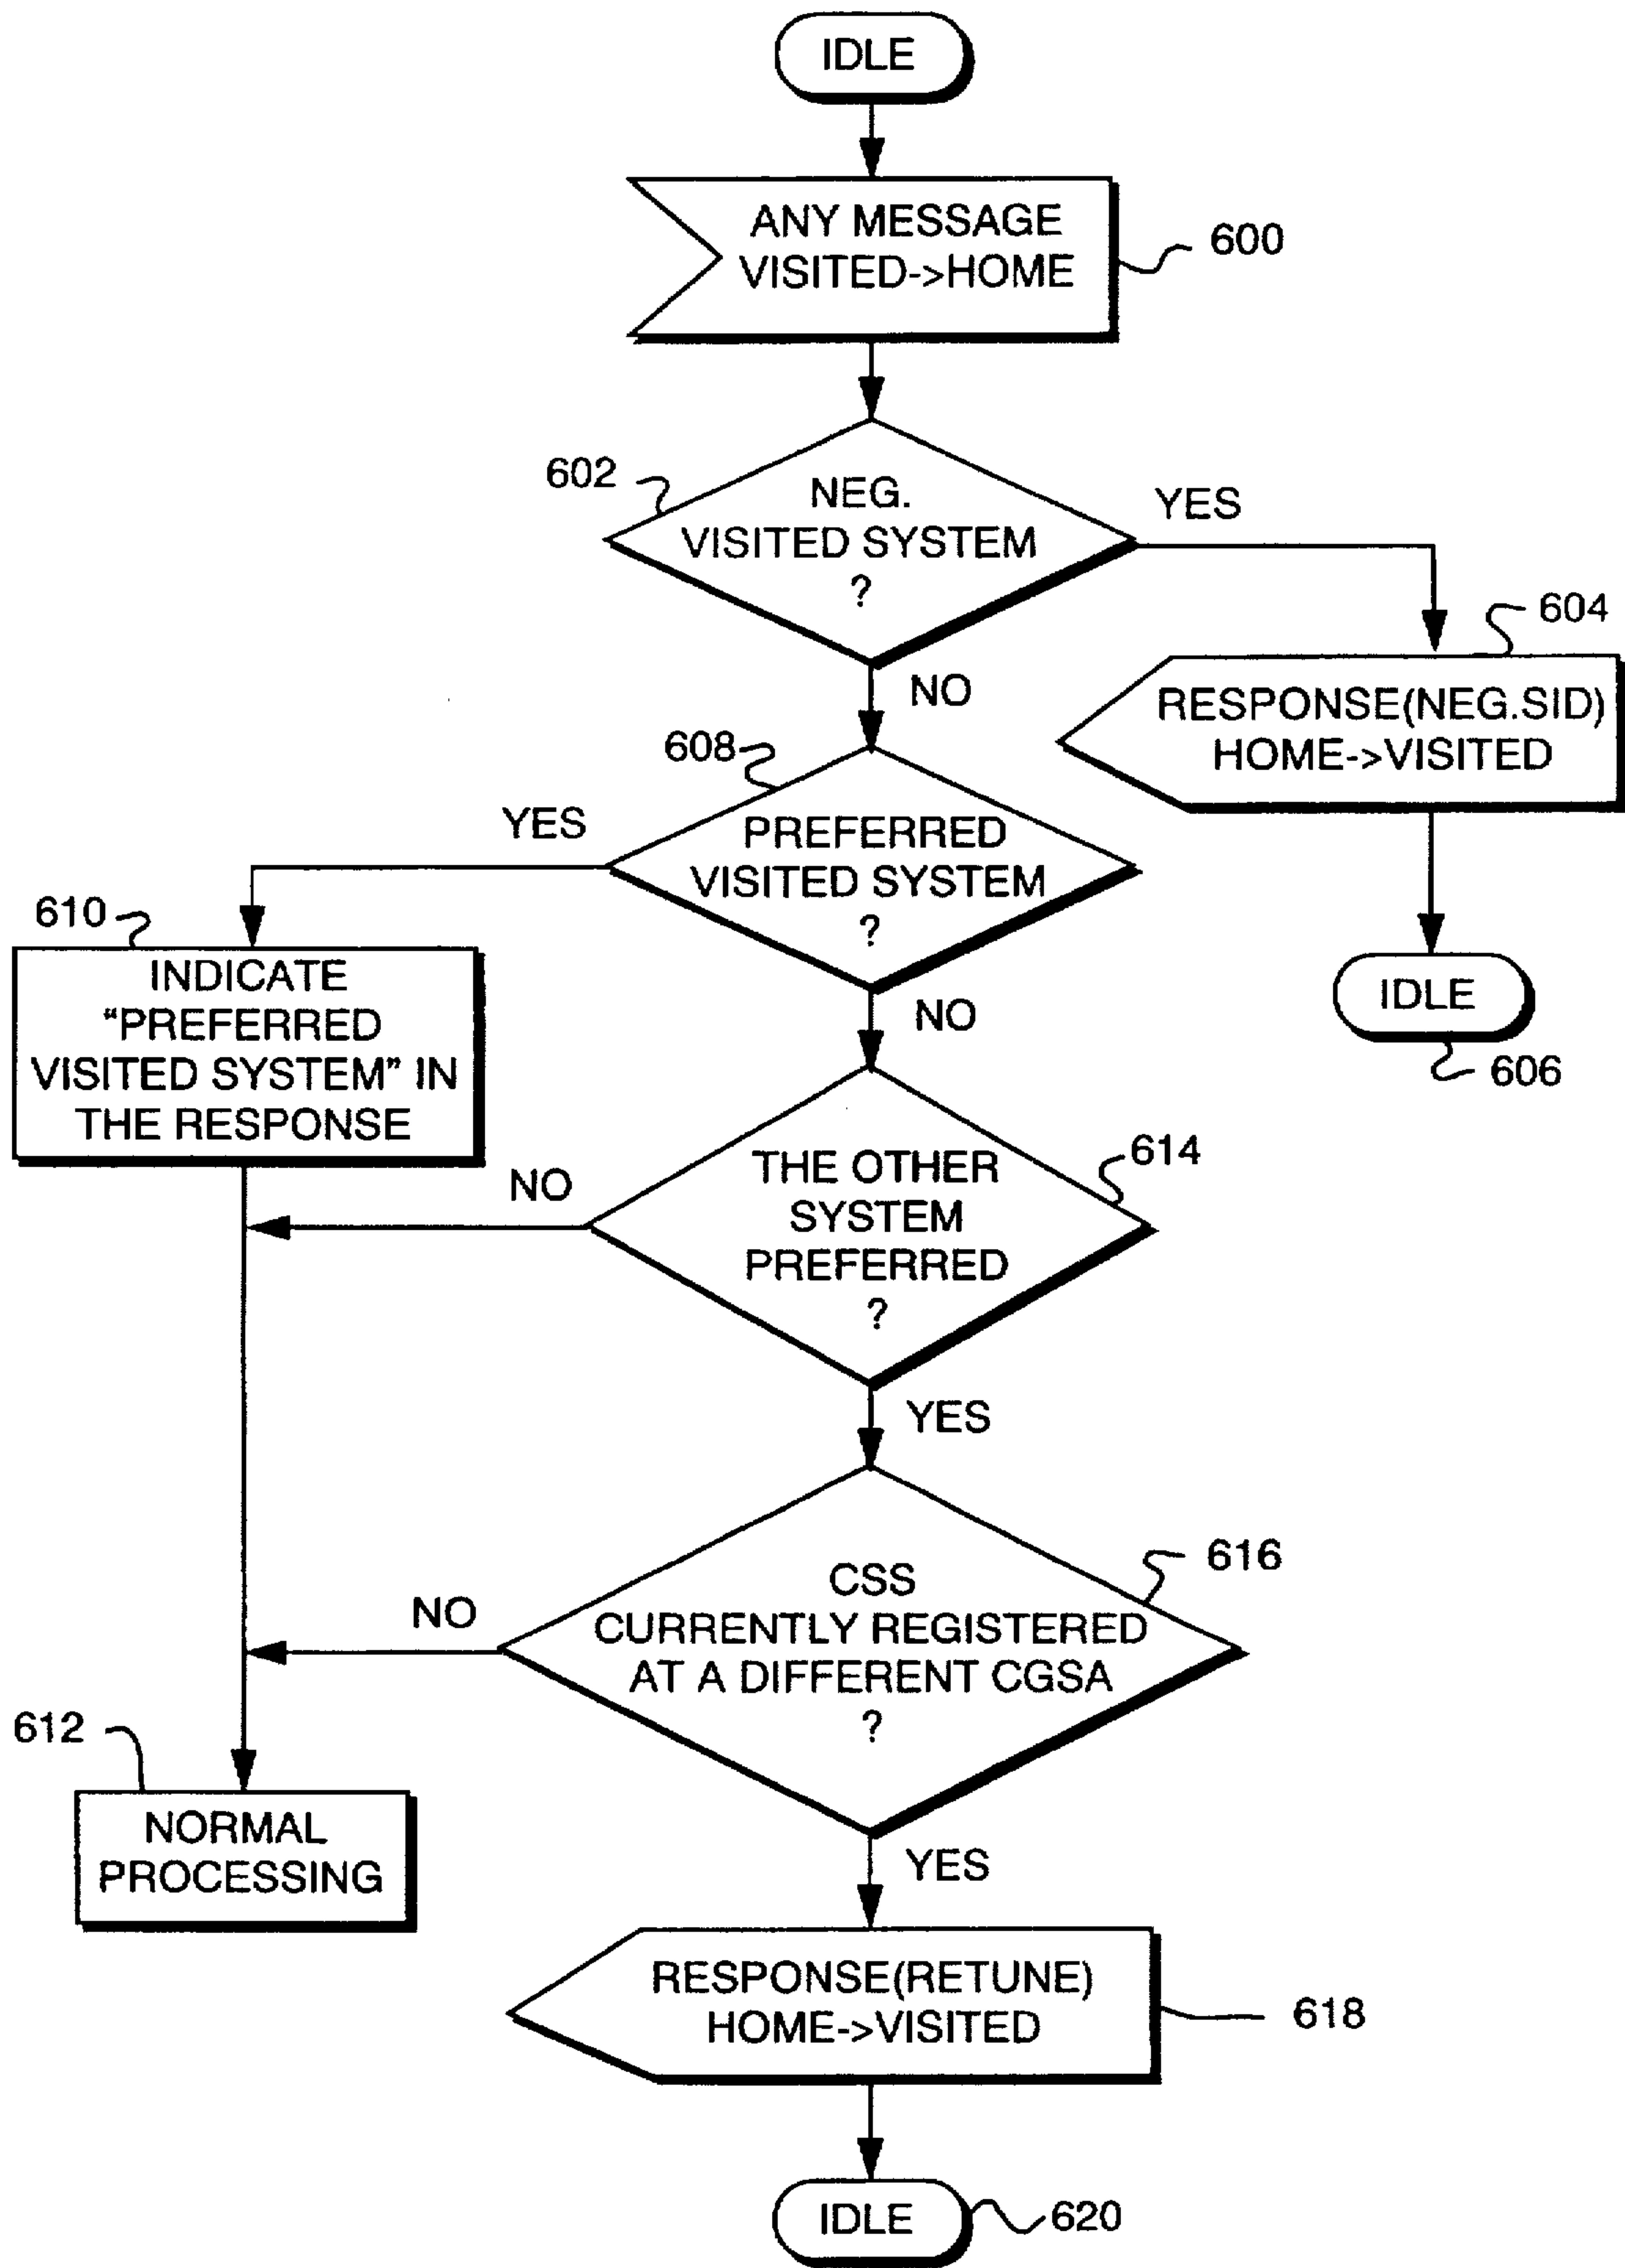 IDLE
ANY MESSAGE
VISITED->HOME
600
602
NEG.
VISITED SYSTEM
?
YES
604
RESPONSE(NEG.SID)
HOME->VISITED
NO
608
YES
PREFERRED
VISITED SYSTEM
?
610
INDICATE
“PREFERRED
VISITED SYSTEM” IN
THE RESPONSE
IDLE
606
NO
614
THE OTHER
SYSTEM
PREFERRED
?
NO
YES
616
CSS
CURRENTLY REGISTERED
AT A DIFFERENT CGSA
?
NO
612
NORMAL
PROCESSING
YES
RESPONSE(RETUNE)
HOME->VISITED
618
IDLE
620